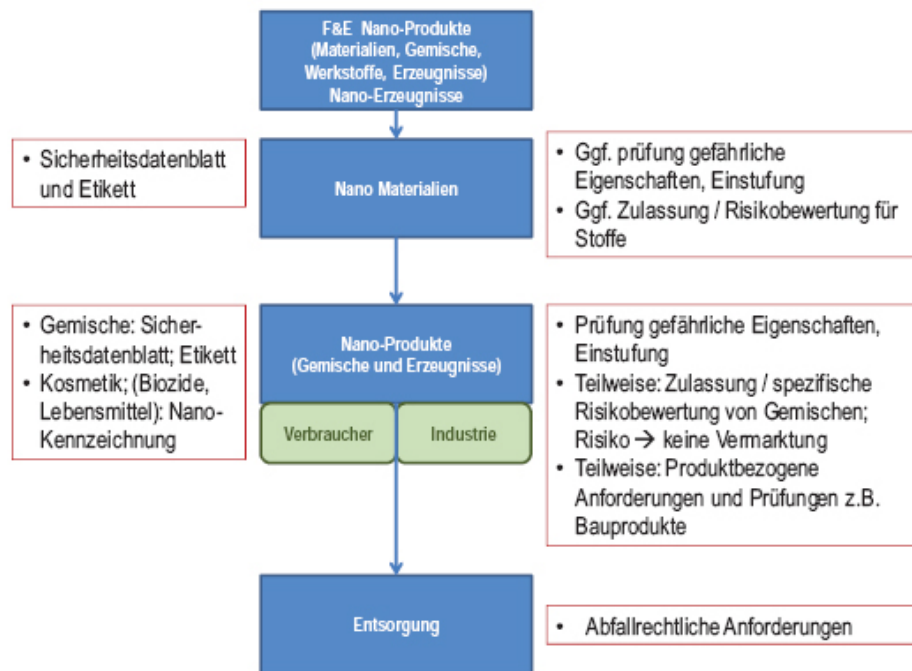 F&E Nano-Produkte
(Materialien, Gemische,
Werkstoffe, Erzeugnisse)
Nano-Erzeugnisse
• Sicherheitsdatenblatt
und Etikett
Nano Materialien
• Ggf. prüfung gefährliche
Eigenschaften, Einstufung
• Ggf. Zulassung / Risikobewertung für
Stoffe
• Gemische: Sicher-
heitsdatenblatt; Etikett
• Kosmetik; (Biozide,
Lebensmittel): Nano-
Kennzeichnung
Nano-Produkte
(Gemische und Erzeugnisse)
Verbraucher
Industrie
• Prüfung gefährliche Eigenschaften,
Einstufung
• Teilweise: Zulassung / spezifische
Risikobewertung von Gemischen;
Risiko → keine Vermarktung
• Teilweise: Produktbezogene
Anforderungen und Prüfungen z.B.
Bauprodukte
Entsorgung
• Abfallrechtliche Anforderungen